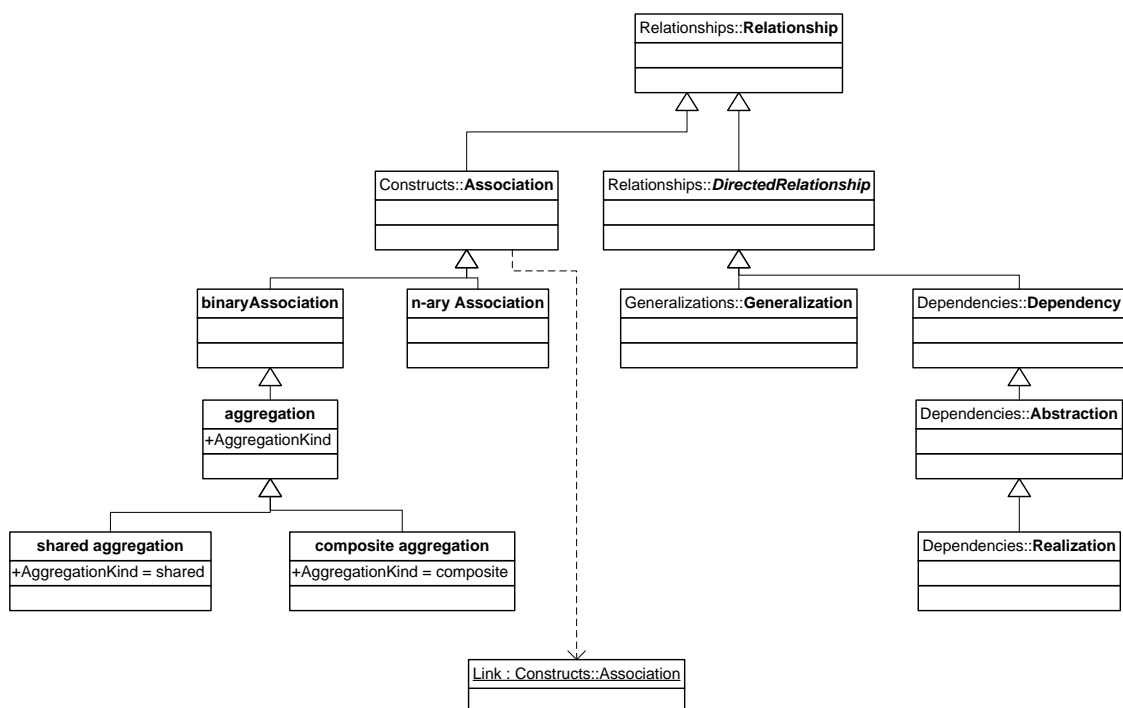 Relationships::Relationship
Constructs::Association
Relationships::DirectedRelationship
binaryAssociation
n-ary Association
Generalizations::Generalization
Dependencies::Dependency
aggregation
+AggregationKind
Dependencies::Abstraction
shared aggregation
+AggregationKind = shared
composite aggregation
+AggregationKind = composite
Dependencies::Realization
Link : Constructs::Association